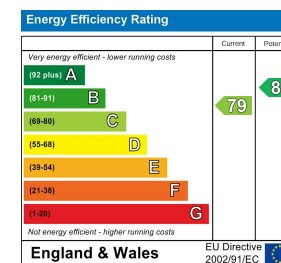 Energy Efficiency Rating
Current
Very energy efficient - lower running costs
(92 plus) A
(81-91) B
(69-80) C
(55-68) D
(39-54) E
(21-38) F
(1-20) G
79
8
Not energy efficient - higher running costs
England & Wales
EU Directive
2002/91/EC